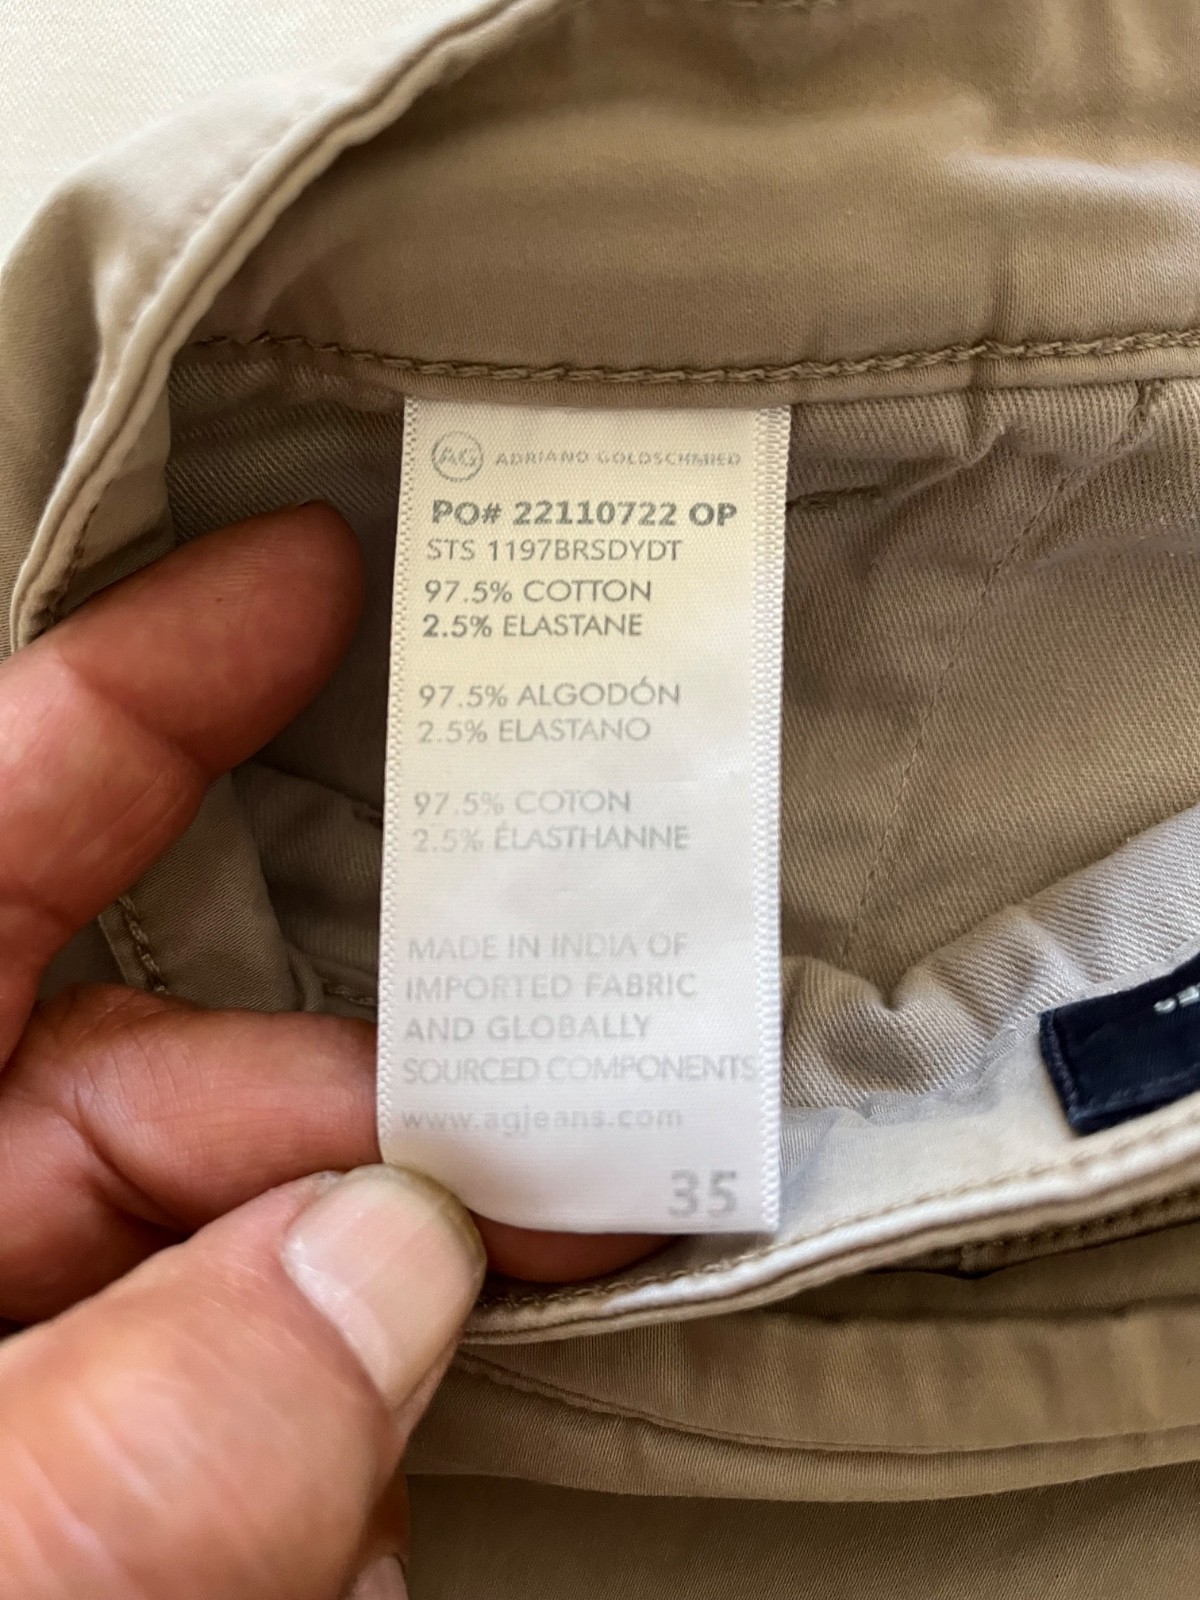 AG ADRIANO GOLDSCHMIED
PO# 22110722 OP
STS 1197BRSDYDT
97.5% COTTON
2.5% ELASTANE
97.5% ALGODÓN
2.5% ELASTANO
97.5% COTON
2.5% ÉLASTHANNE
MADE IN INDIA OF
IMPORTED FABRIC
AND GLOBALLY
SOURCED COMPONENTS
www.agjeans.com
35